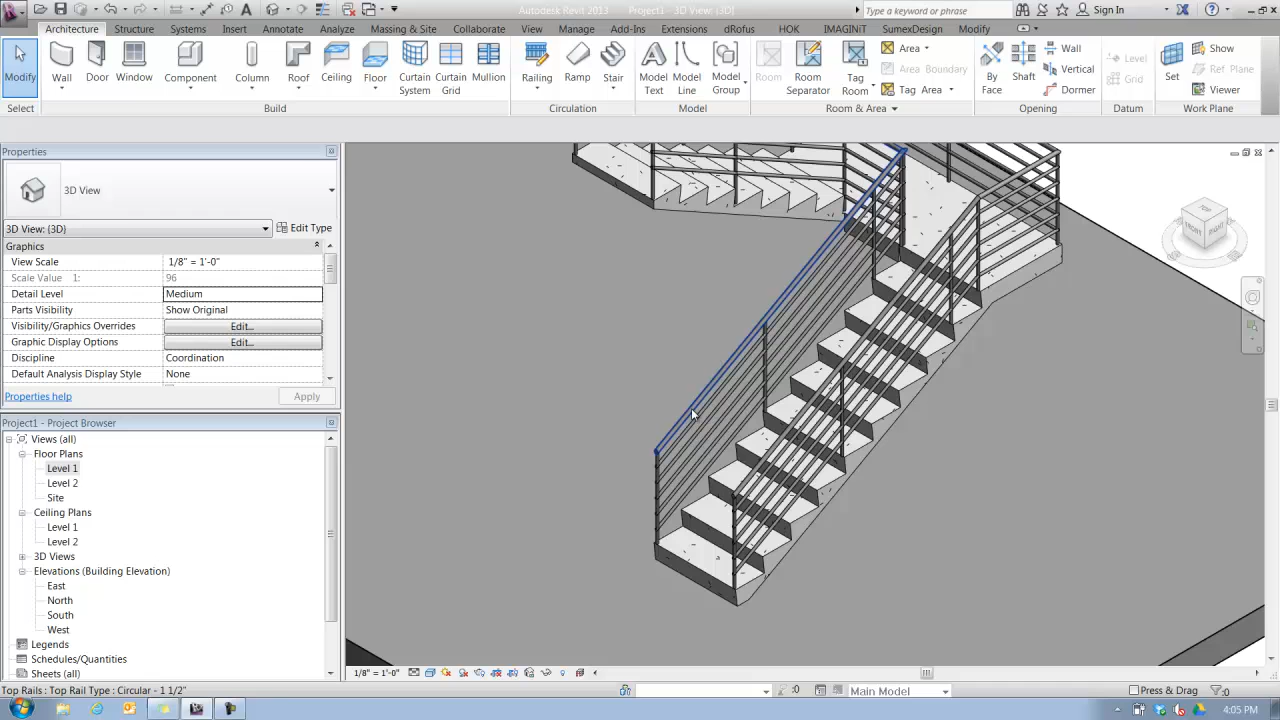 Autodesk Revit 2013 - Project1 - 3D View: {3D}
Type a keyword or phrase
Sign In
Architecture Structure Systems Insert Annotate Analyze Massing & Site Collaborate View Manage Add-Ins Extensions dRofus HOK IMAGINiT SumexDesign Modify
Modify Wall Door Window Component Column Roof Ceiling Floor Curtain System Curtain Grid Mullion Railing Ramp Stair Model Text Model Line Model Group Room Room Separator Tag Room
Area
Area Boundary
Tag Area
By Face
Shaft
Wall
Vertical
Dormer
Level
Grid
Set
Show
Ref Plane
Viewer
Select Build Circulation Model Room & Area Opening Datum Work Plane
Properties
3D View
3D View: {3D}
Edit Type
Graphics
View Scale 1/8" = 1'-0"
Scale Value 1: 96
Detail Level Medium
Parts Visibility Show Original
Visibility/Graphics Overrides Edit...
Graphic Display Options Edit...
Discipline Coordination
Default Analysis Display Style None
Properties help
Apply
Project1 - Project Browser
Views (all)
Floor Plans
Level 1
Level 2
Site
Ceiling Plans
Level 1
Level 2
3D Views
Elevations (Building Elevation)
East
North
South
West
Legends
Schedules/Quantities
Sheets (all)
TOP
FRONT
RIGHT
1/8" = 1'-0"
Top Rails : Top Rail Type : Circular - 1 1/2"
:0
Main Model
Press & Drag
:0
4:05 PM